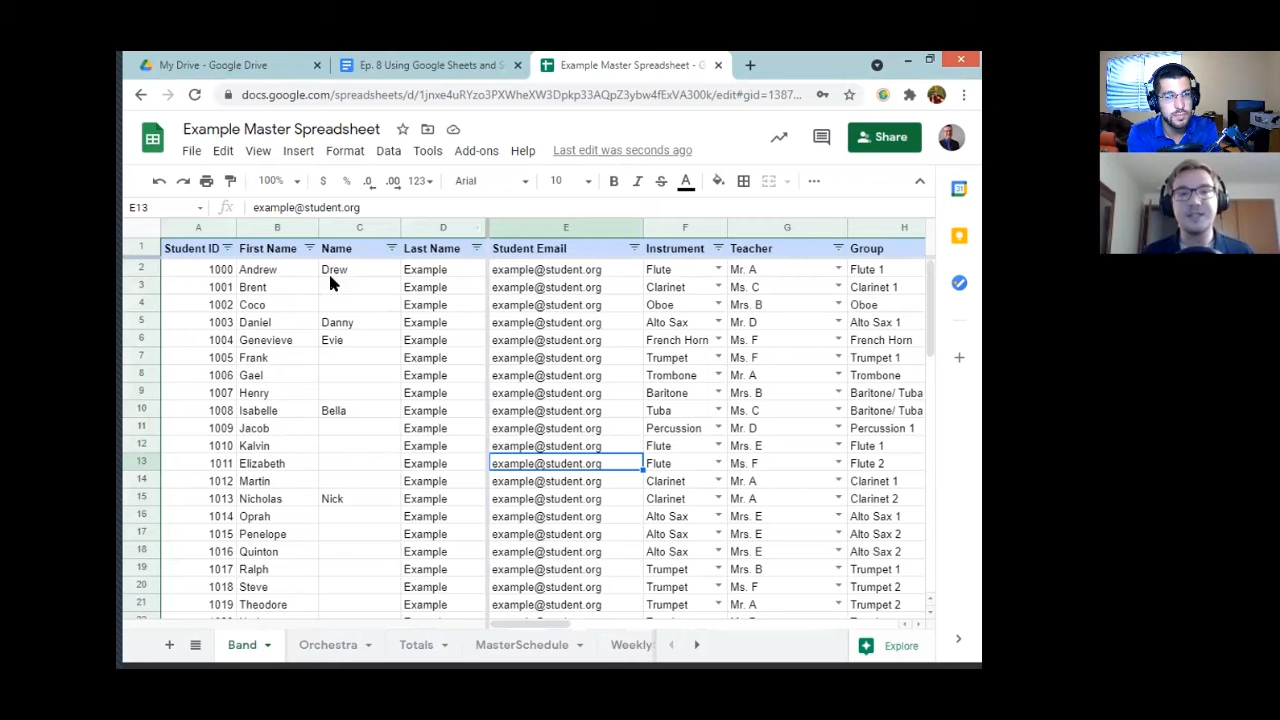 My Drive - Google Drive
Ep. 8 Using Google Sheets and S
Example Master Spreadsheet - G
Example Master Spreadsheet
Share
File Edit View Insert Format Data Tools Add-ons Help Last edit was seconds ago
100% $ % .0 .00 123 Arial 10 B I S A
E13 fx example@student.org
A B C D E F G H
1 Student ID First Name Name Last Name Student Email Instrument Teacher Group
2 1000 Andrew Drew Example example@student.org Flute Mr. A Flute 1
3 1001 Brent Example example@student.org Clarinet Ms. C Clarinet 1
4 1002 Coco Example example@student.org Oboe Mrs. B Oboe
5 1003 Daniel Danny Example example@student.org Alto Sax Mr. D Alto Sax 1
6 1004 Genevieve Evie Example example@student.org French Horn Ms. F French Horn
7 1005 Frank Example example@student.org Trumpet Ms. F Trumpet 1
8 1006 Gael Example example@student.org Trombone Mr. A Trombone
9 1007 Henry Example example@student.org Baritone Mrs. B Baritone/ Tuba
10 1008 Isabelle Bella Example example@student.org Tuba Ms. C Baritone/ Tuba
11 1009 Jacob Example example@student.org Percussion Mr. D Percussion 1
12 1010 Kalvin Example example@student.org Flute Mrs. E Flute 1
13 1011 Elizabeth Example example@student.org Flute Ms. F Flute 2
14 1012 Martin Example example@student.org Clarinet Mr. A Clarinet 1
15 1013 Nicholas Nick Example example@student.org Clarinet Mr. A Clarinet 2
16 1014 Oprah Example example@student.org Alto Sax Mrs. E Alto Sax 1
17 1015 Penelope Example example@student.org Alto Sax Mrs. E Alto Sax 2
18 1016 Quinton Example example@student.org Alto Sax Mrs. E Alto Sax 2
19 1017 Ralph Example example@student.org Trumpet Mrs. B Trumpet 1
20 1018 Steve Example example@student.org Trumpet Ms. F Trumpet 2
21 1019 Theodore Example example@student.org Trumpet Mr. A Trumpet 2
Band Orchestra Totals MasterSchedule Weekly Explore